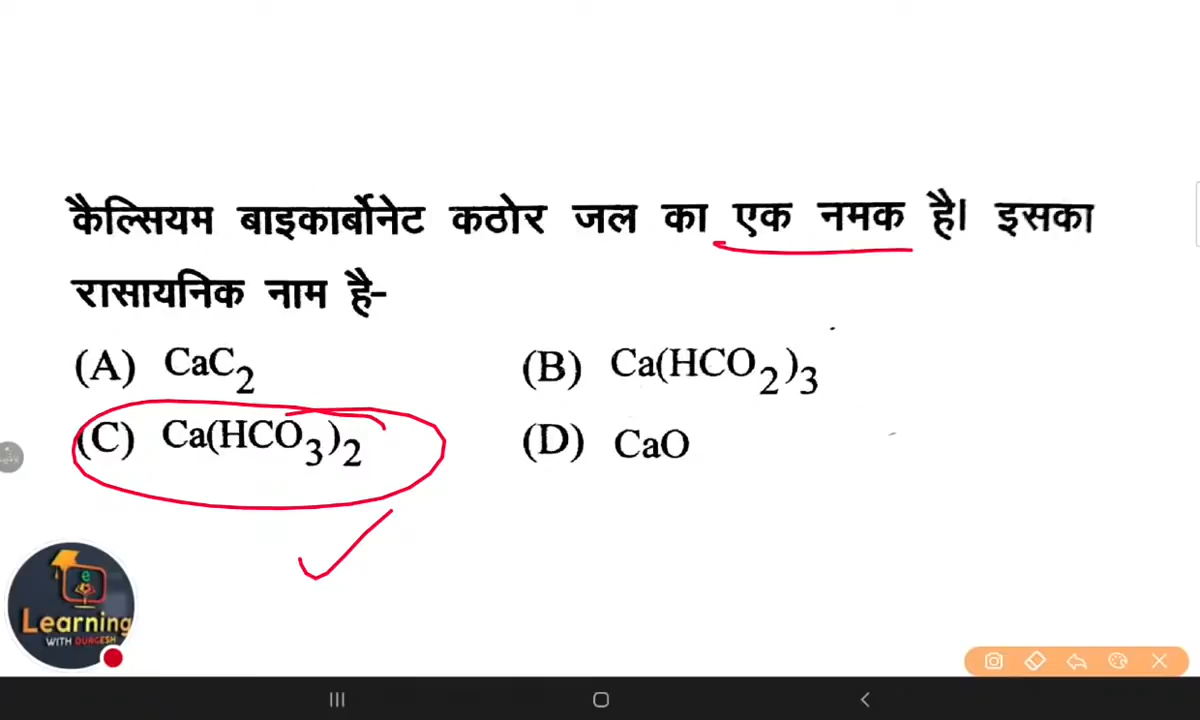 कैल्सियम बाइकार्बोनेट कठोर जल का एक नमक है। इसका
रासायनिक नाम है-
(A) CaC₂ (B) Ca(HCO₂)₃
(C) Ca(HCO₃)₂ (D) CaO
e
Learning
WITH DURGESH